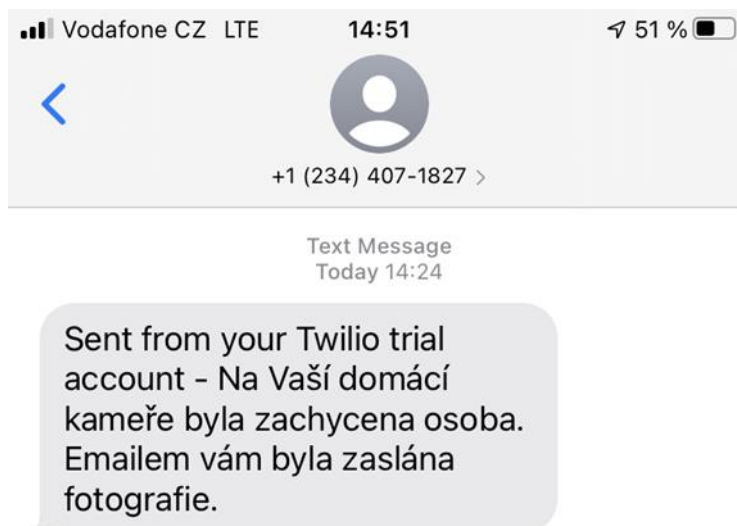 Vodafone CZ LTE 14:51 51 %
+1 (234) 407-1827 >
Text Message
Today 14:24
Sent from your Twilio trial
account - Na Vaší domácí
kameře byla zachycena osoba.
Emailem vám byla zaslána
fotografie.